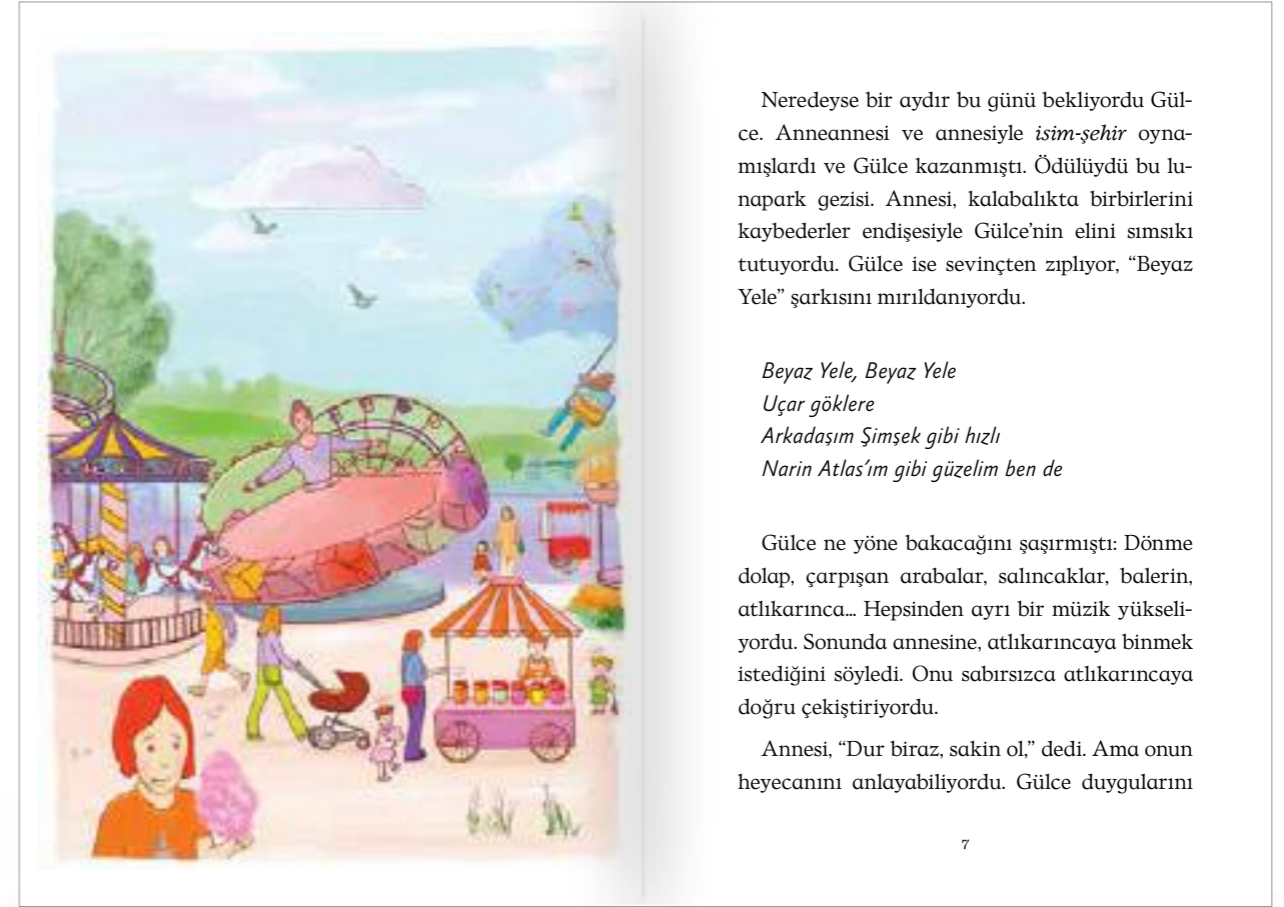 Neredeyse bir aydır bu günü bekliyordu Gül-
ce. Anneannesi ve annesiyle isim-şehir oyna-
mışlardı ve Gülce kazanmıştı. Ödülüydü bu lu-
napark gezisi. Annesi, kalabalıkta birbirlerini
kaybederler endişesiyle Gülce’nin elini sımsıkı
tutuyordu. Gülce ise sevinçten zıplıyor, “Beyaz
Yele” şarkısını mırıldanıyordu.
Beyaz Yele, Beyaz Yele
Uçar göklere
Arkadaşım Şimşek gibi hızlı
Narin Atlas’ım gibi güzelim ben de
Gülce ne yöne bakacağını şaşırmıştı: Dönme
dolap, çarpışan arabalar, salıncaklar, balerin,
atlıkarınca... Hepsinden ayrı bir müzik yükseli-
yordu. Sonunda annesine, atlıkarıncaya binmek
istediğini söyledi. Onu sabırsızca atlıkarıncaya
doğru çekiştiriyordu.
Annesi, “Dur biraz, sakin ol,” dedi. Ama onun
heyecanını anlayabiliyordu. Gülce duygularını
7